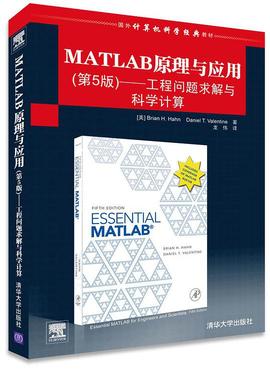 国外计算机科学经典教材
MATLAB原理与应用
(第5版)——工程问题求解与
科学计算
[美] Brian H. Hahn Daniel T. Valentine 著
龙伟 译
FIFTH EDITION
ESSENTIAL
MATLAB®
BRIAN H. HAHN
DANIEL T. VALENTINE
Essential MATLAB for Engineers and Scientists, Fifth Edition
清华大学出版社
MATLAB原理与应用
(第5版)——工程问题求解与科学计算
清华大学出版社